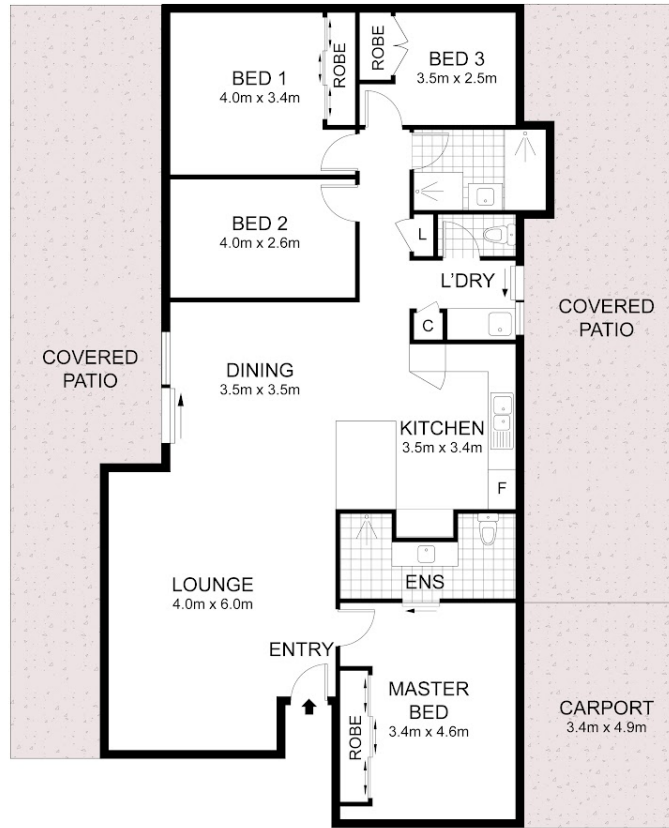 BED 1
4.0m x 3.4m
ROBE
ROBE
BED 3
3.5m x 2.5m
BED 2
4.0m x 2.6m
L
L'DRY
C
COVERED
PATIO
COVERED
PATIO
DINING
3.5m x 3.5m
KITCHEN
3.5m x 3.4m
F
ENS
LOUNGE
4.0m x 6.0m
ENTRY
MASTER
BED
3.4m x 4.6m
ROBE
CARPORT
3.4m x 4.9m